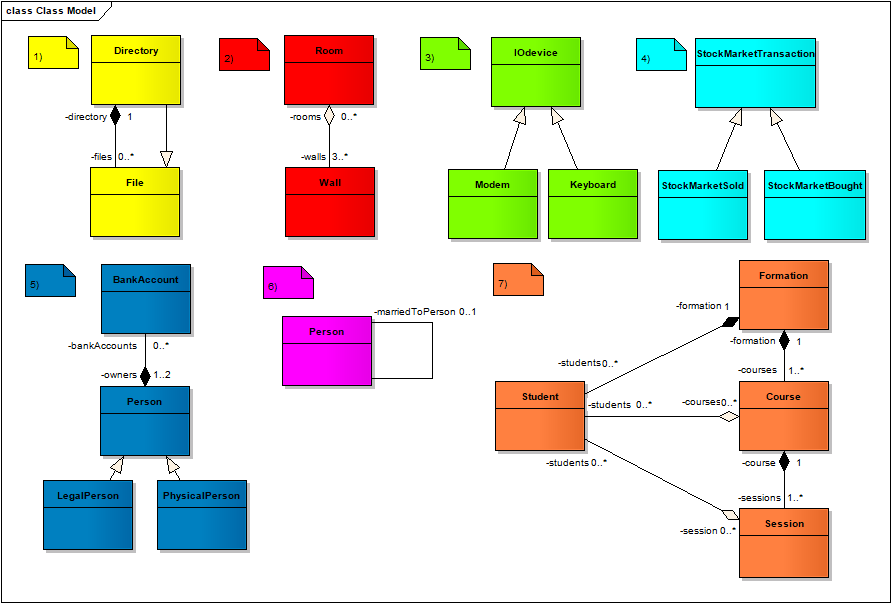 class Class Model
1)
Directory
-directory 1
-files 0..*
File
2)
Room
-rooms 0..*
-walls 3..*
Wall
3)
IOdevice
Modem
Keyboard
4)
StockMarketTransaction
StockMarketSold
StockMarketBought
5)
BankAccount
-bankAccounts 0..*
-owners 1..2
Person
LegalPerson
PhysicalPerson
6)
-marriedToPerson 0..1
Person
7)
Formation
-formation 1
-formation 1
-students 0..*
-courses 1..*
Student
-students 0..*
-courses 0..*
Course
-students 0..*
-course 1
-sessions 1..*
-session 0..*
Session